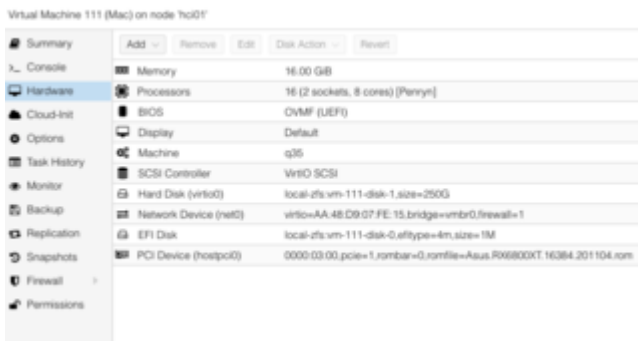 Virtual Machine 111 (Mac) on node 'hci01'
Summary
Console
Hardware
Cloud-Init
Options
Task History
Monitor
Backup
Replication
Snapshots
Firewall
Permissions
Add Remove Edit Disk Action Revert
Memory 16.00 GiB
Processors 16 (2 sockets, 8 cores) [Penryn]
BIOS OVMF (UEFI)
Display Default
Machine q35
SCSI Controller VirtIO SCSI
Hard Disk (virtio0) local-zfs:vm-111-disk-1,size=250G
Network Device (net0) virtio=AA:48:D9:07:FE:15,bridge=vmbr0,firewall=1
EFI Disk local-zfs:vm-111-disk-0,efitype=4m,size=1M
PCI Device (hostpci0) 0000:03:00,pcie=1,rombar=0,romfile=Asus.RX6800XT.16384.201104.rom